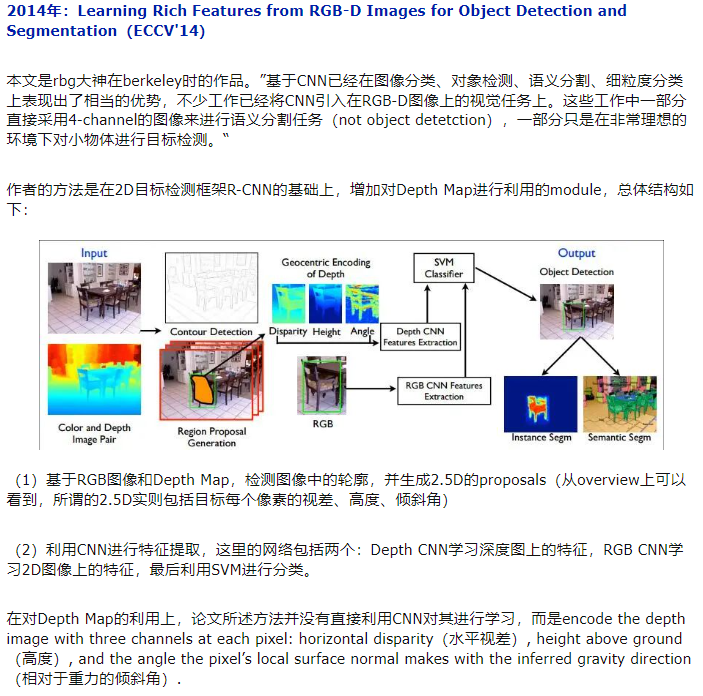 2014年：Learning Rich Features from RGB-D Images for Object Detection and
Segmentation（ECCV'14）
本文是rbg大神在berkeley时的作品。”基于CNN已经在图像分类、对象检测、语义分割、细粒度分类
上表现出了相当的优势，不少工作已经将CNN引入在RGB-D图像上的视觉任务上。这些工作中一部分
直接采用4-channel的图像来进行语义分割任务（not object detetction），一部分只是在非常理想的
环境下对小物体进行目标检测。“
作者的方法是在2D目标检测框架R-CNN的基础上，增加对Depth Map进行利用的module，总体结构如
下：
Input
Color and Depth
Image Pair
Contour Detection
Region Proposal
Generation
Geocentric Encoding
of Depth
Disparity Height Angle
RGB
Depth CNN
Features Extraction
RGB CNN Features
Extraction
SVM
Classifier
Output
Object Detection
Instance Segm
Semantic Segm
（1）基于RGB图像和Depth Map，检测图像中的轮廓，并生成2.5D的proposals（从overview上可以
看到，所谓的2.5D实则包括目标每个像素的视差、高度、倾斜角）
（2）利用CNN进行特征提取，这里的网络包括两个：Depth CNN学习深度图上的特征，RGB CNN学
习2D图像上的特征，最后利用SVM进行分类。
在对Depth Map的利用上，论文所述方法并没有直接利用CNN对其进行学习，而是encode the depth
image with three channels at each pixel: horizontal disparity（水平视差）, height above ground
（高度）, and the angle the pixel’s local surface normal makes with the inferred gravity direction
（相对于重力的倾斜角）.